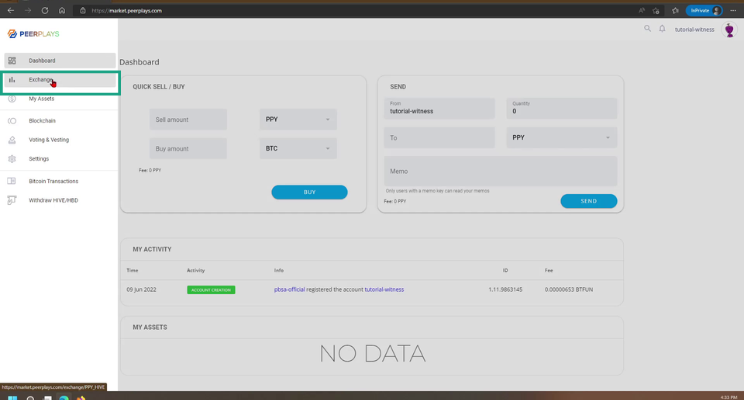 https://market.peerplays.com
InPrivate
PEERPLAYS
tutorial-witness
Dashboard
Exchange
My Assets
Blockchain
Voting & Vesting
Settings
Bitcoin Transactions
Withdraw HIVE/HBD
Dashboard
QUICK SELL / BUY
Sell amount
PPY
Buy amount
BTC
Fee: 0 PPY
BUY
SEND
From
tutorial-witness
Quantity
0
To
PPY
Memo
Only users with a memo key can read your memos
Fee: 0 PPY
SEND
MY ACTIVITY
Time Activity Info ID Fee
09 Jun 2022 ACCOUNT CREATION pbsa-official registered the account tutorial-witness 1.11.9863145 0.00000653 BTFUN
MY ASSETS
NO DATA
https://market.peerplays.com/exchange/PPY_HIVE
4:33 PM